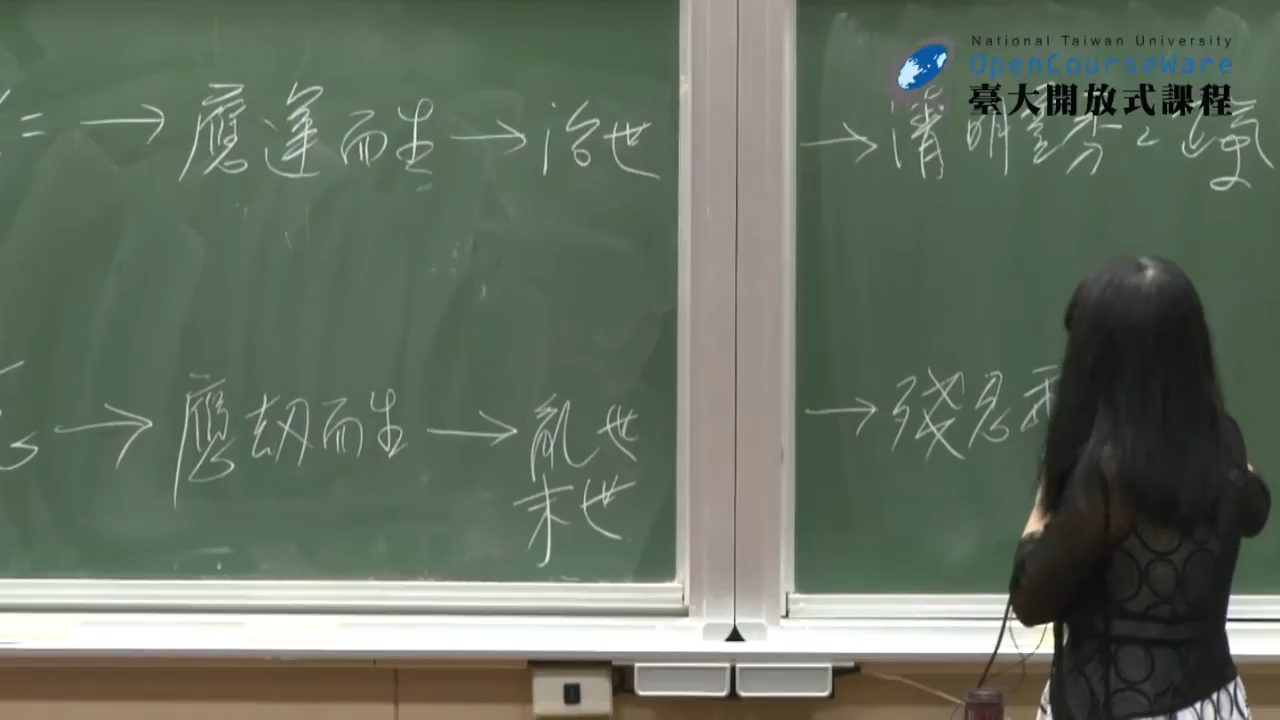 National Taiwan University
OpenCourseWare
臺大開放式課程
→ 應運而生 → 治世
→ 清明靈秀之正氣
→ 應劫而生 → 亂世
末世
→ 殘忍乖